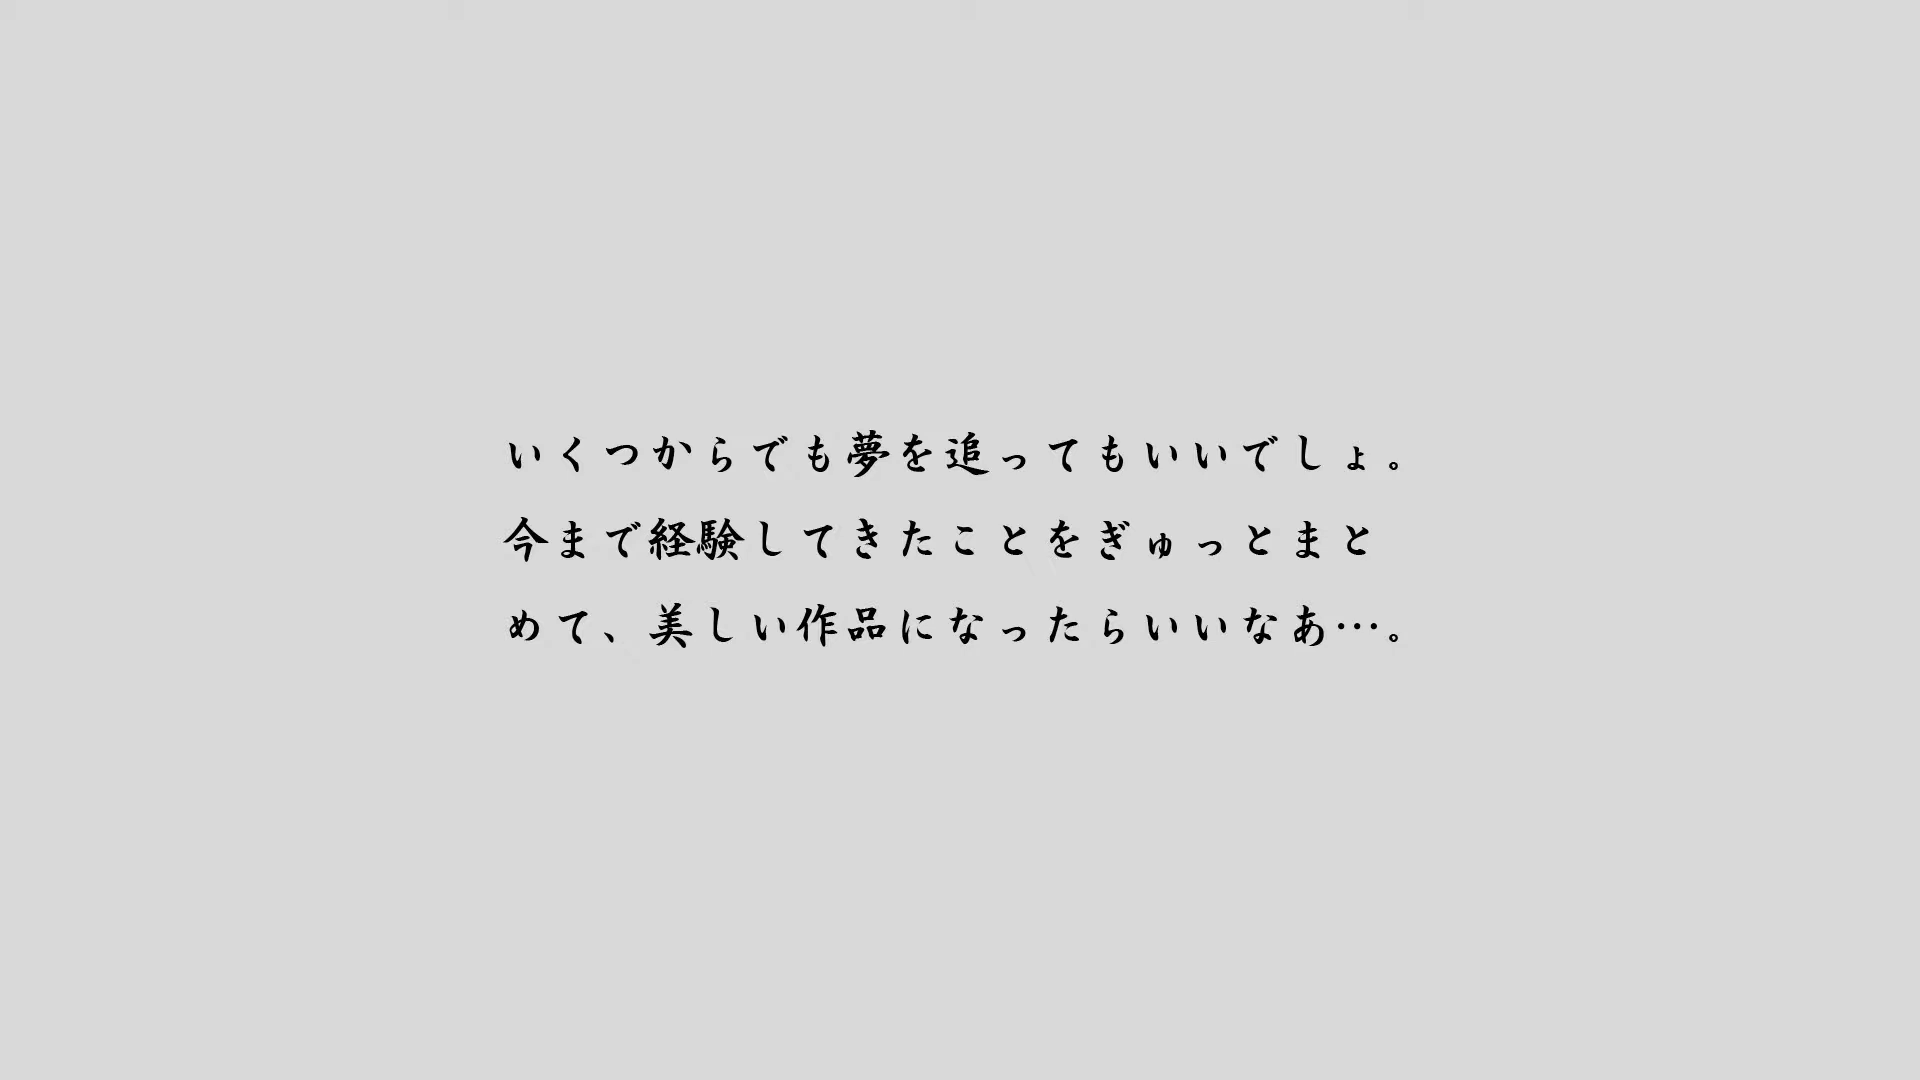 いくつからでも夢を追ってもいいでしょ。
今まで経験してきたことをぎゅっとまと
めて、美しい作品になったらいいなあ…。